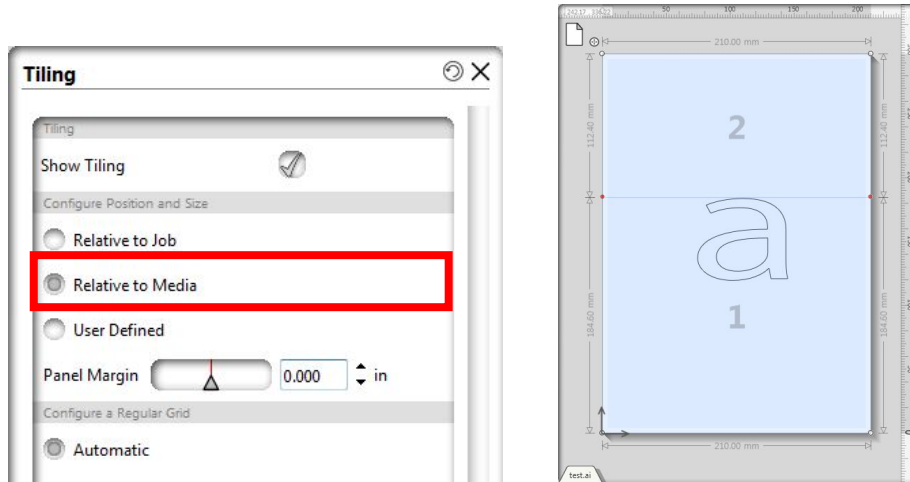 Tiling
Tiling
Show Tiling
Configure Position and Size
Relative to Job
Relative to Media
User Defined
Panel Margin 0.000 in
Configure a Regular Grid
Automatic
50 100 150 200
210.00 mm
112.40 mm
112.40 mm
2
a
184.60 mm
184.60 mm
1
210.00 mm
test.ai